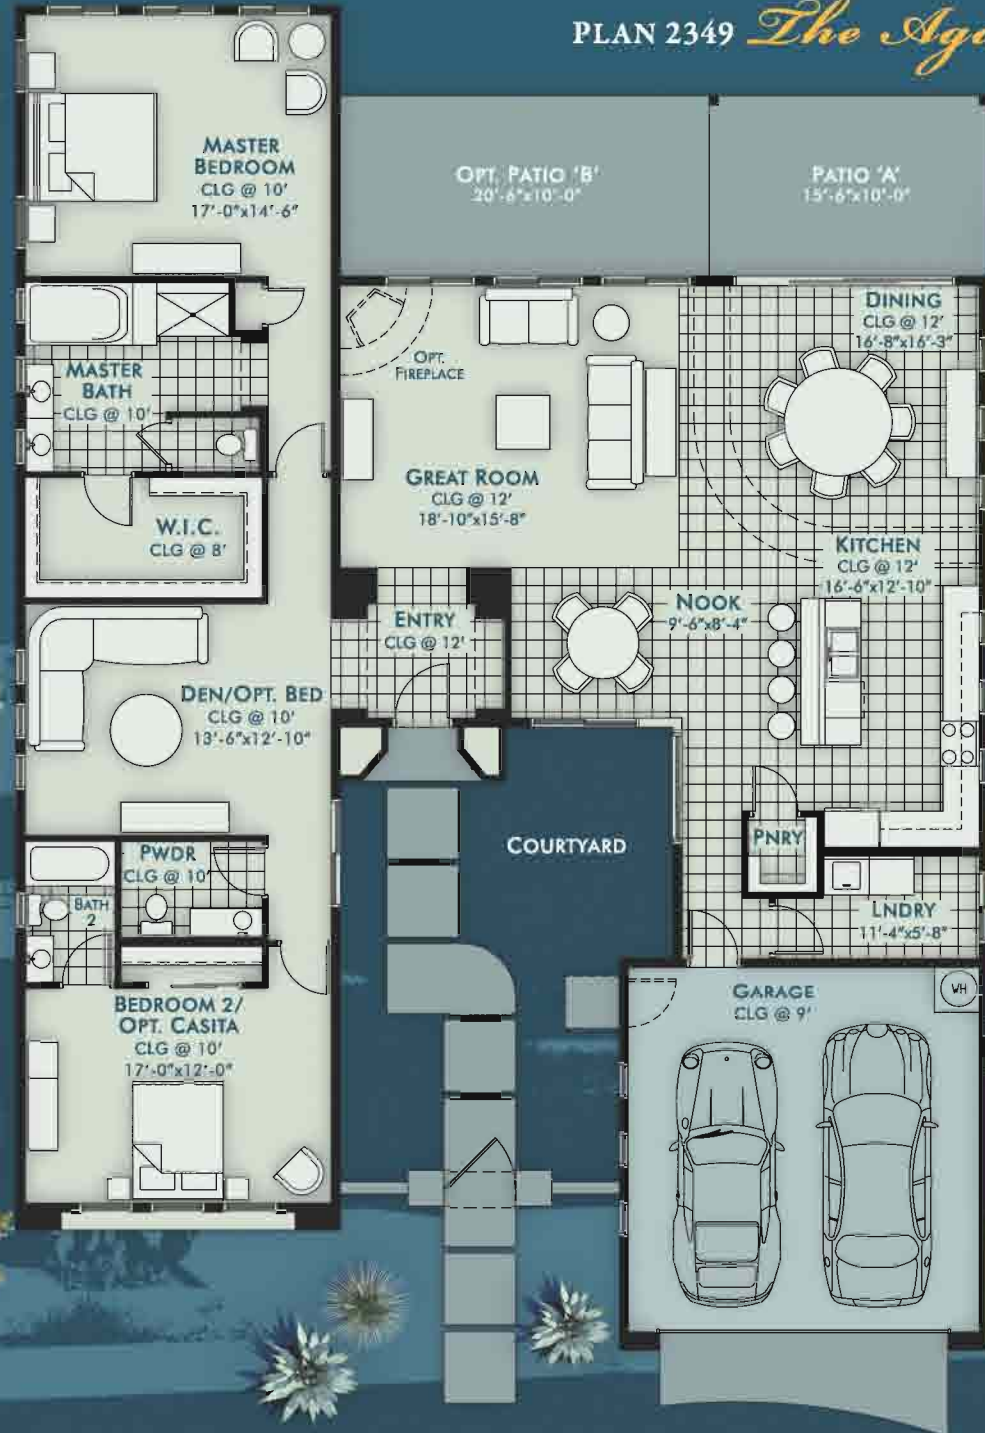 PLAN 2349 The
MASTER
BEDROOM
CLG @ 10'
17'-0"x14'-6"
OPT. PATIO 'B'
20'-6"x10'-0"
PATIO 'A'
15'-6"x10'-0"
DINING
CLG @ 12'
16'-8"x16'-3"
OPT.
FIREPLACE
MASTER
BATH
CLG @ 10'
GREAT ROOM
CLG @ 12'
18'-10"x15'-8"
W.I.C.
CLG @ 8'
KITCHEN
CLG @ 12'
16'-6"x12'-10"
NOOK
9'-6"x8'-4"
ENTRY
CLG @ 12'
DEN/OPT. BED
CLG @ 10'
13'-6"x12'-10"
COURTYARD
PNRY
PWDR
CLG @ 10'
BATH
2
LNDRY
11'-4"x5'-8"
BEDROOM 2/
OPT. CASITA
CLG @ 10'
17'-0"x12'-0"
GARAGE
CLG @ 9'
WH